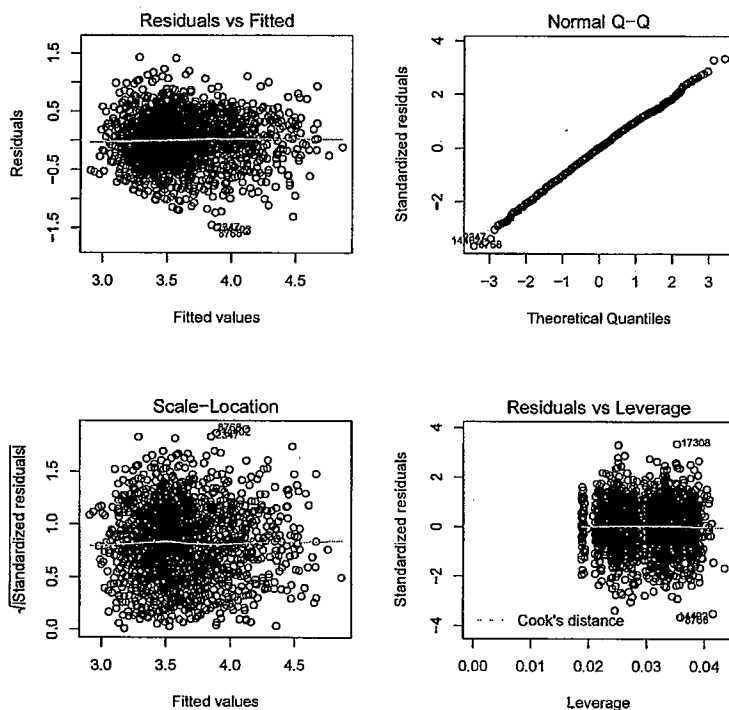 Residuals vs Fitted
Residuals
1.5
0.5
−0.5
−1.5
8768
3.0 3.5 4.0 4.5
Fitted values
Normal Q−Q
Standardized residuals
4
2
0
−2
−3 −2 −1 0 1 2 3
Theoretical Quantiles
Scale−Location
√|Standardized residuals|
1.5
1.0
0.5
0.0
8768
2347
3.0 3.5 4.0 4.5
Fitted values
Residuals vs Leverage
Standardized residuals
4
2
0
−2
−4
17308
Cook's distance
0.00 0.01 0.02 0.03 0.04
Leverage